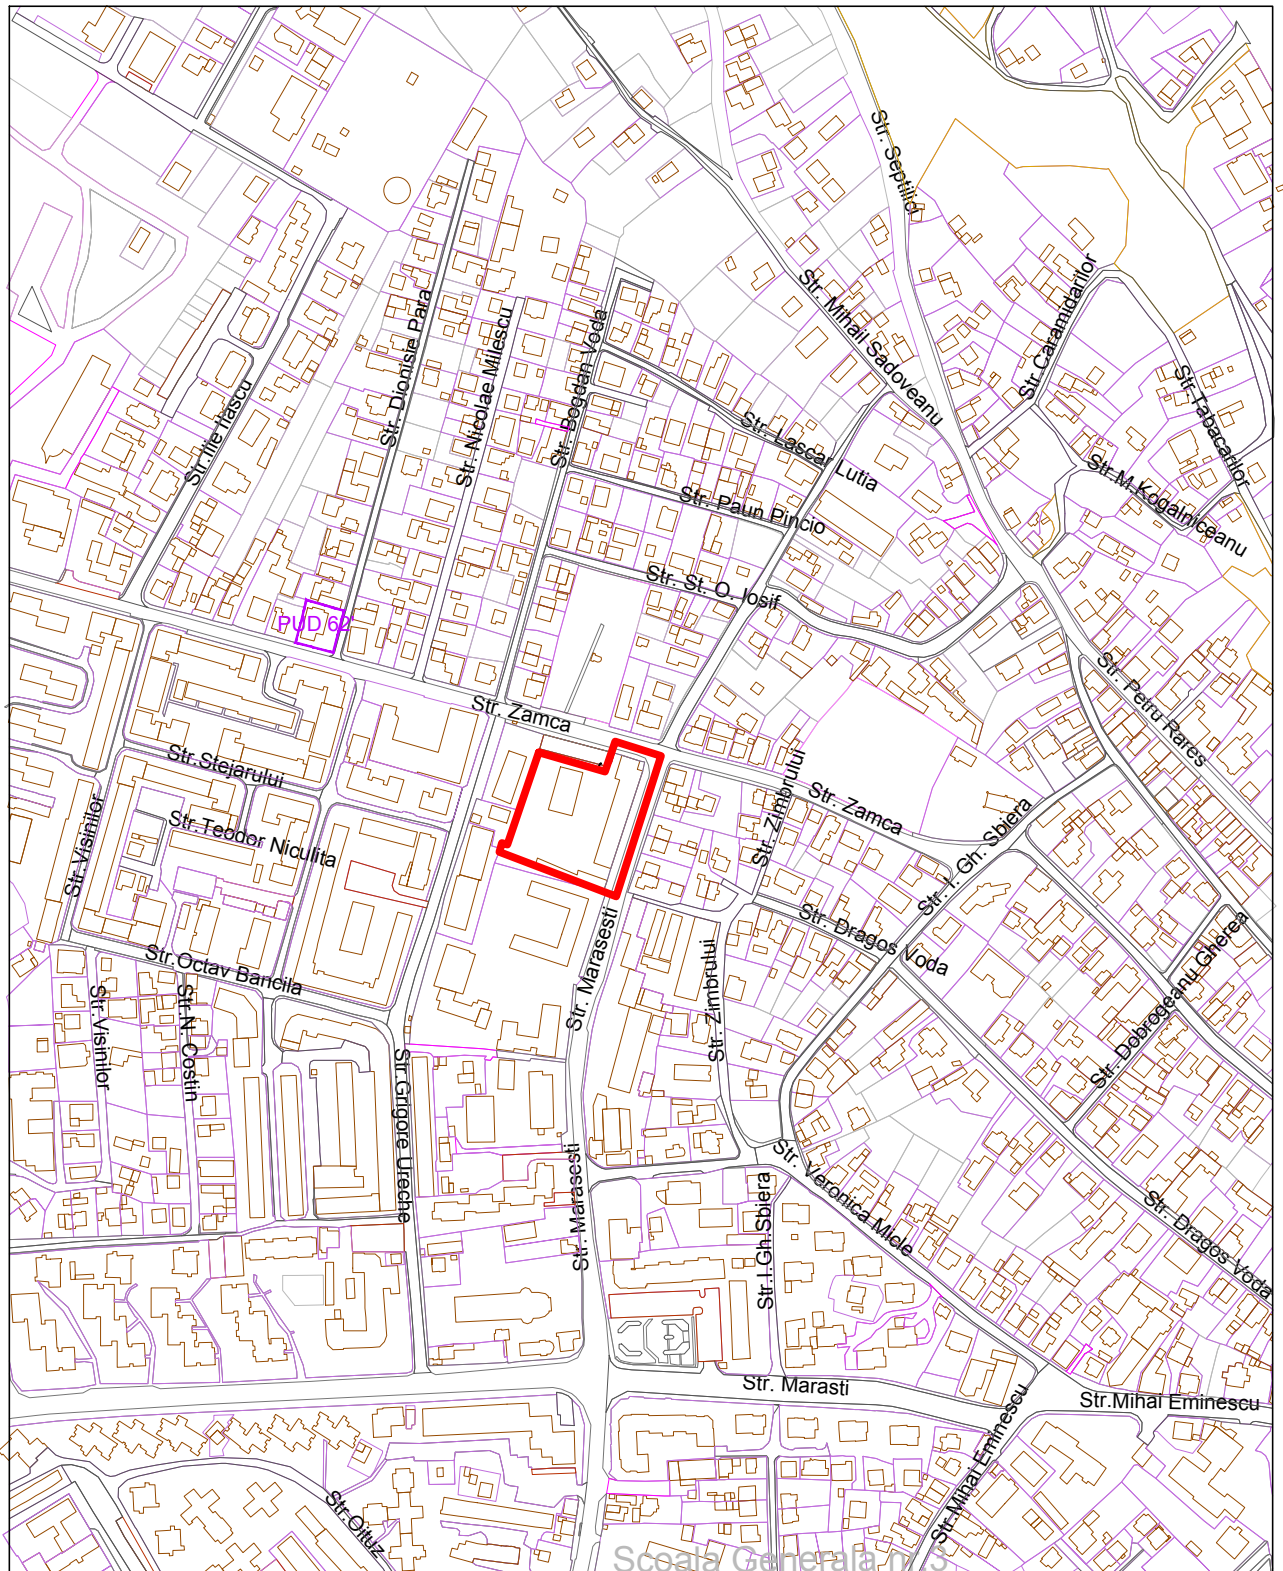 Str. Septilici
Str. Mihail Sadoveanu
Str.Caramidarilor
Str. Dionisie Para
Str. Nicolae Milescu
Str. Bogdan Voda
Str.Tabacarilor
Str.Ilie Ilascu
Str. Lascar Lutia
Str.M.Kogalniceanu
Str. Paun Pincio
Str. St. O. Iosif
PUD 62
Str. Petru Rares
Str. Zamca
Str.Stejarului
Str. Zimbrului
Str. Zamca
Str.Teodor Niculita
Str.Visinilor
Str. I. Gh. Sbiera
Str. Dragos Voda
Str. Marasesti
Str.Octav Bancila
Str. Zimbrului
Str. Dobrogeanu Gherea
Str.Visinilor
Str.N. Costin
Str.Grigore Ureche
Str. Marasesti
Str. Veronica Micle
Str.I.Gh.Sbiera
Str. Dragos Voda
Str. Marasti
Str.Mihai Eminescu
Str.Mihai Eminescu
Str.Oituz
Scoala Generala nr.3